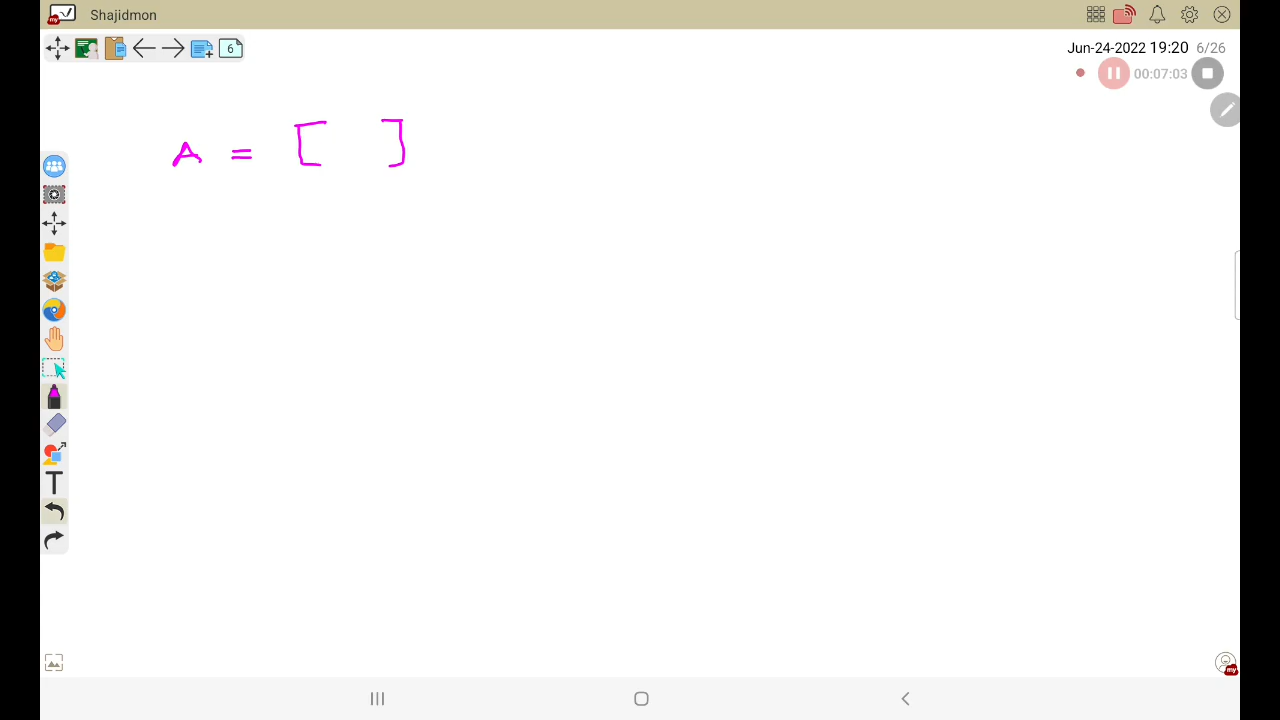 Shajidmon
6
Jun-24-2022 19:20 6/26
00:07:03
A = [ ]
T